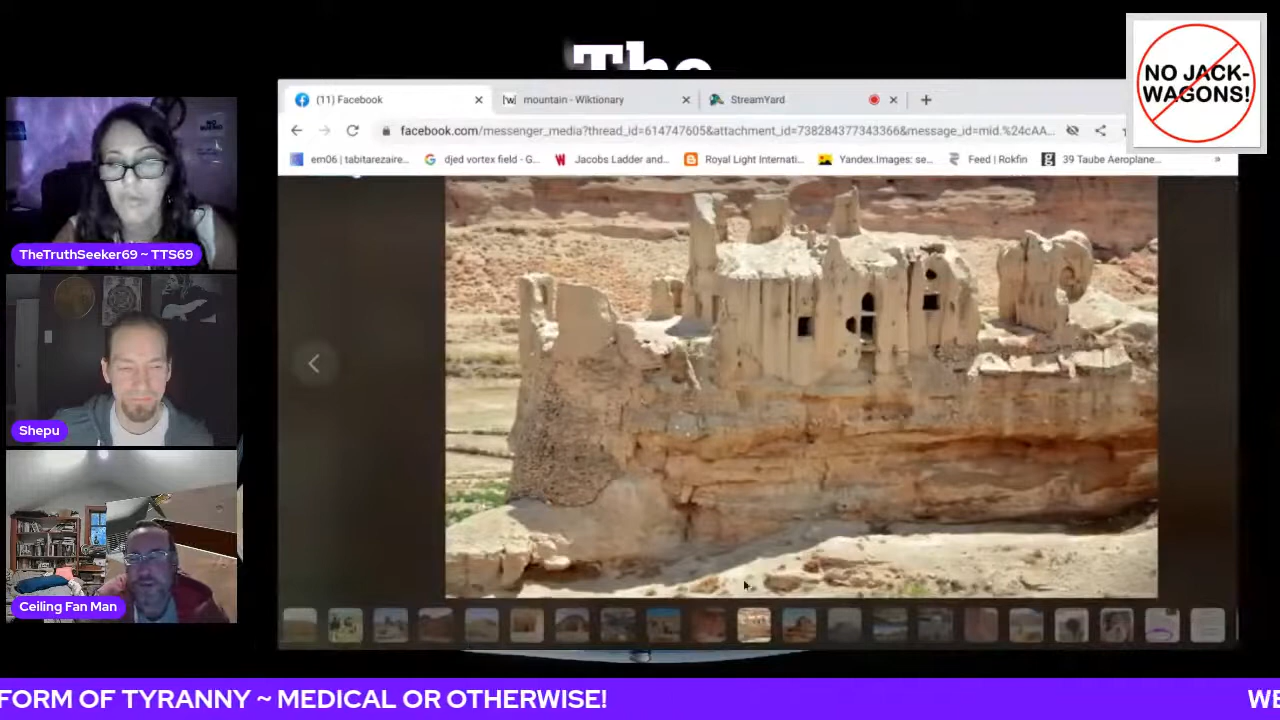 The
NO JACK-
WAGONS!
(11) Facebook
mountain - Wiktionary
StreamYard
facebook.com/messenger_media?thread_id=614747605&attachment_id=738284377343366&message_id=mid.%24cAA...
em06 | tabitarezaire...
djed vortex field - G...
Jacobs Ladder and...
Royal Light Internati...
Yandex.Images: se...
Feed | Rokfin
39 Taube Aeroplane...
»
TheTruthSeeker69 ~ TTS69
Shepu
Ceiling Fan Man
FORM OF TYRANNY ~ MEDICAL OR OTHERWISE!
WE